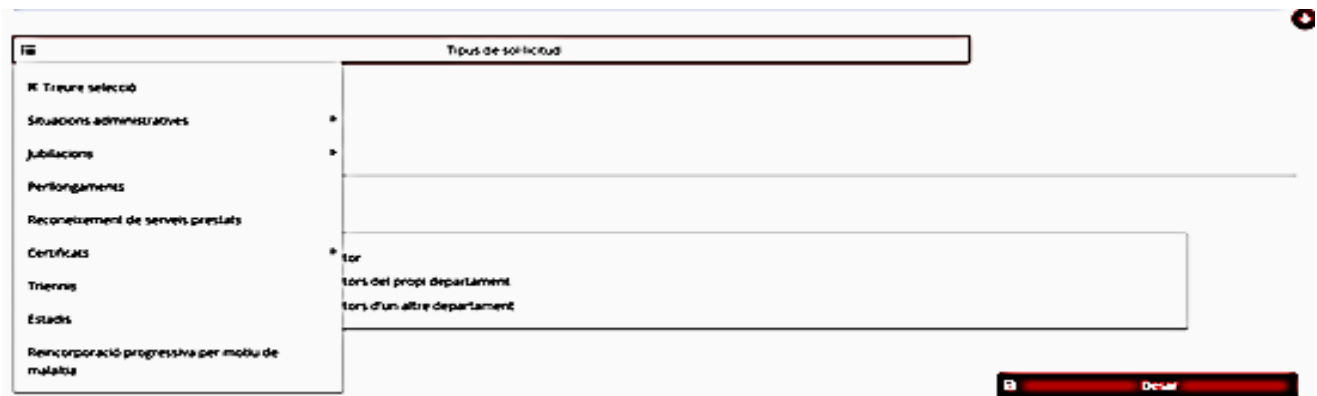 Tipus de sol·licitud
Treure selecció
Situacions administratives
Jubilacions
Perllongaments
Reconeixement de serveis prestats
Certificats
tor
Triennis
tors del propi departament
tors d'un altre departament
Estadis
Reincorporació progressiva per motiu de
malaltia
Desar